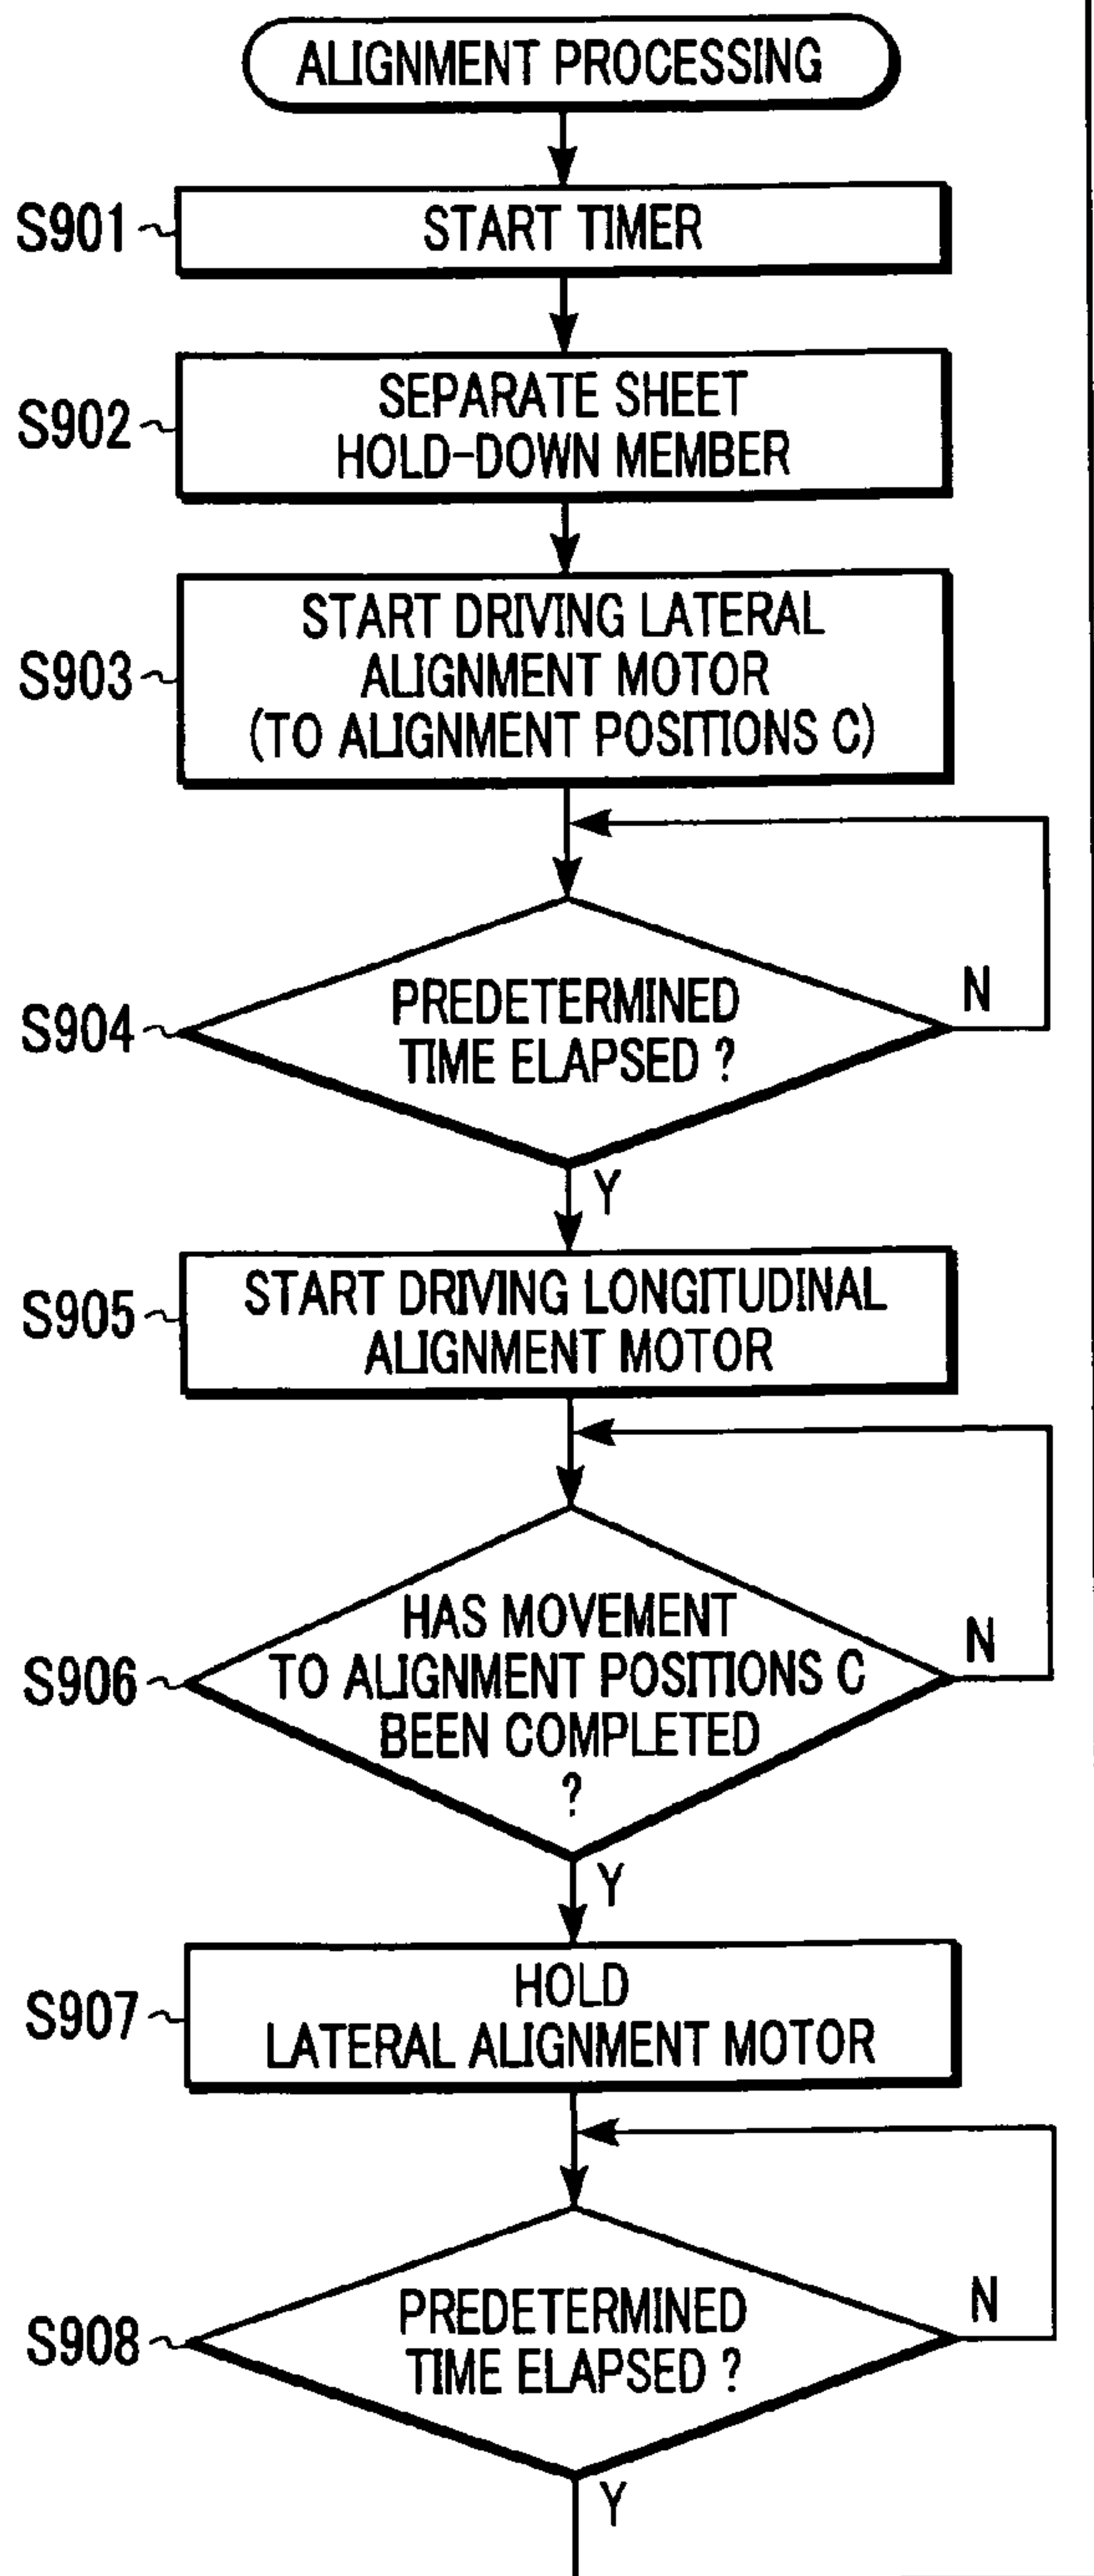 ALIGNMENT PROCESSING
S901
START TIMER
S902
SEPARATE SHEET
HOLD-DOWN MEMBER
S903
START DRIVING LATERAL
ALIGNMENT MOTOR
(TO ALIGNMENT POSITIONS C)
S904
PREDETERMINED
TIME ELAPSED ?
N
Y
S905
START DRIVING LONGITUDINAL
ALIGNMENT MOTOR
S906
HAS MOVEMENT
TO ALIGNMENT POSITIONS C
BEEN COMPLETED
?
N
Y
S907
HOLD
LATERAL ALIGNMENT MOTOR
S908
PREDETERMINED
TIME ELAPSED ?
N
Y